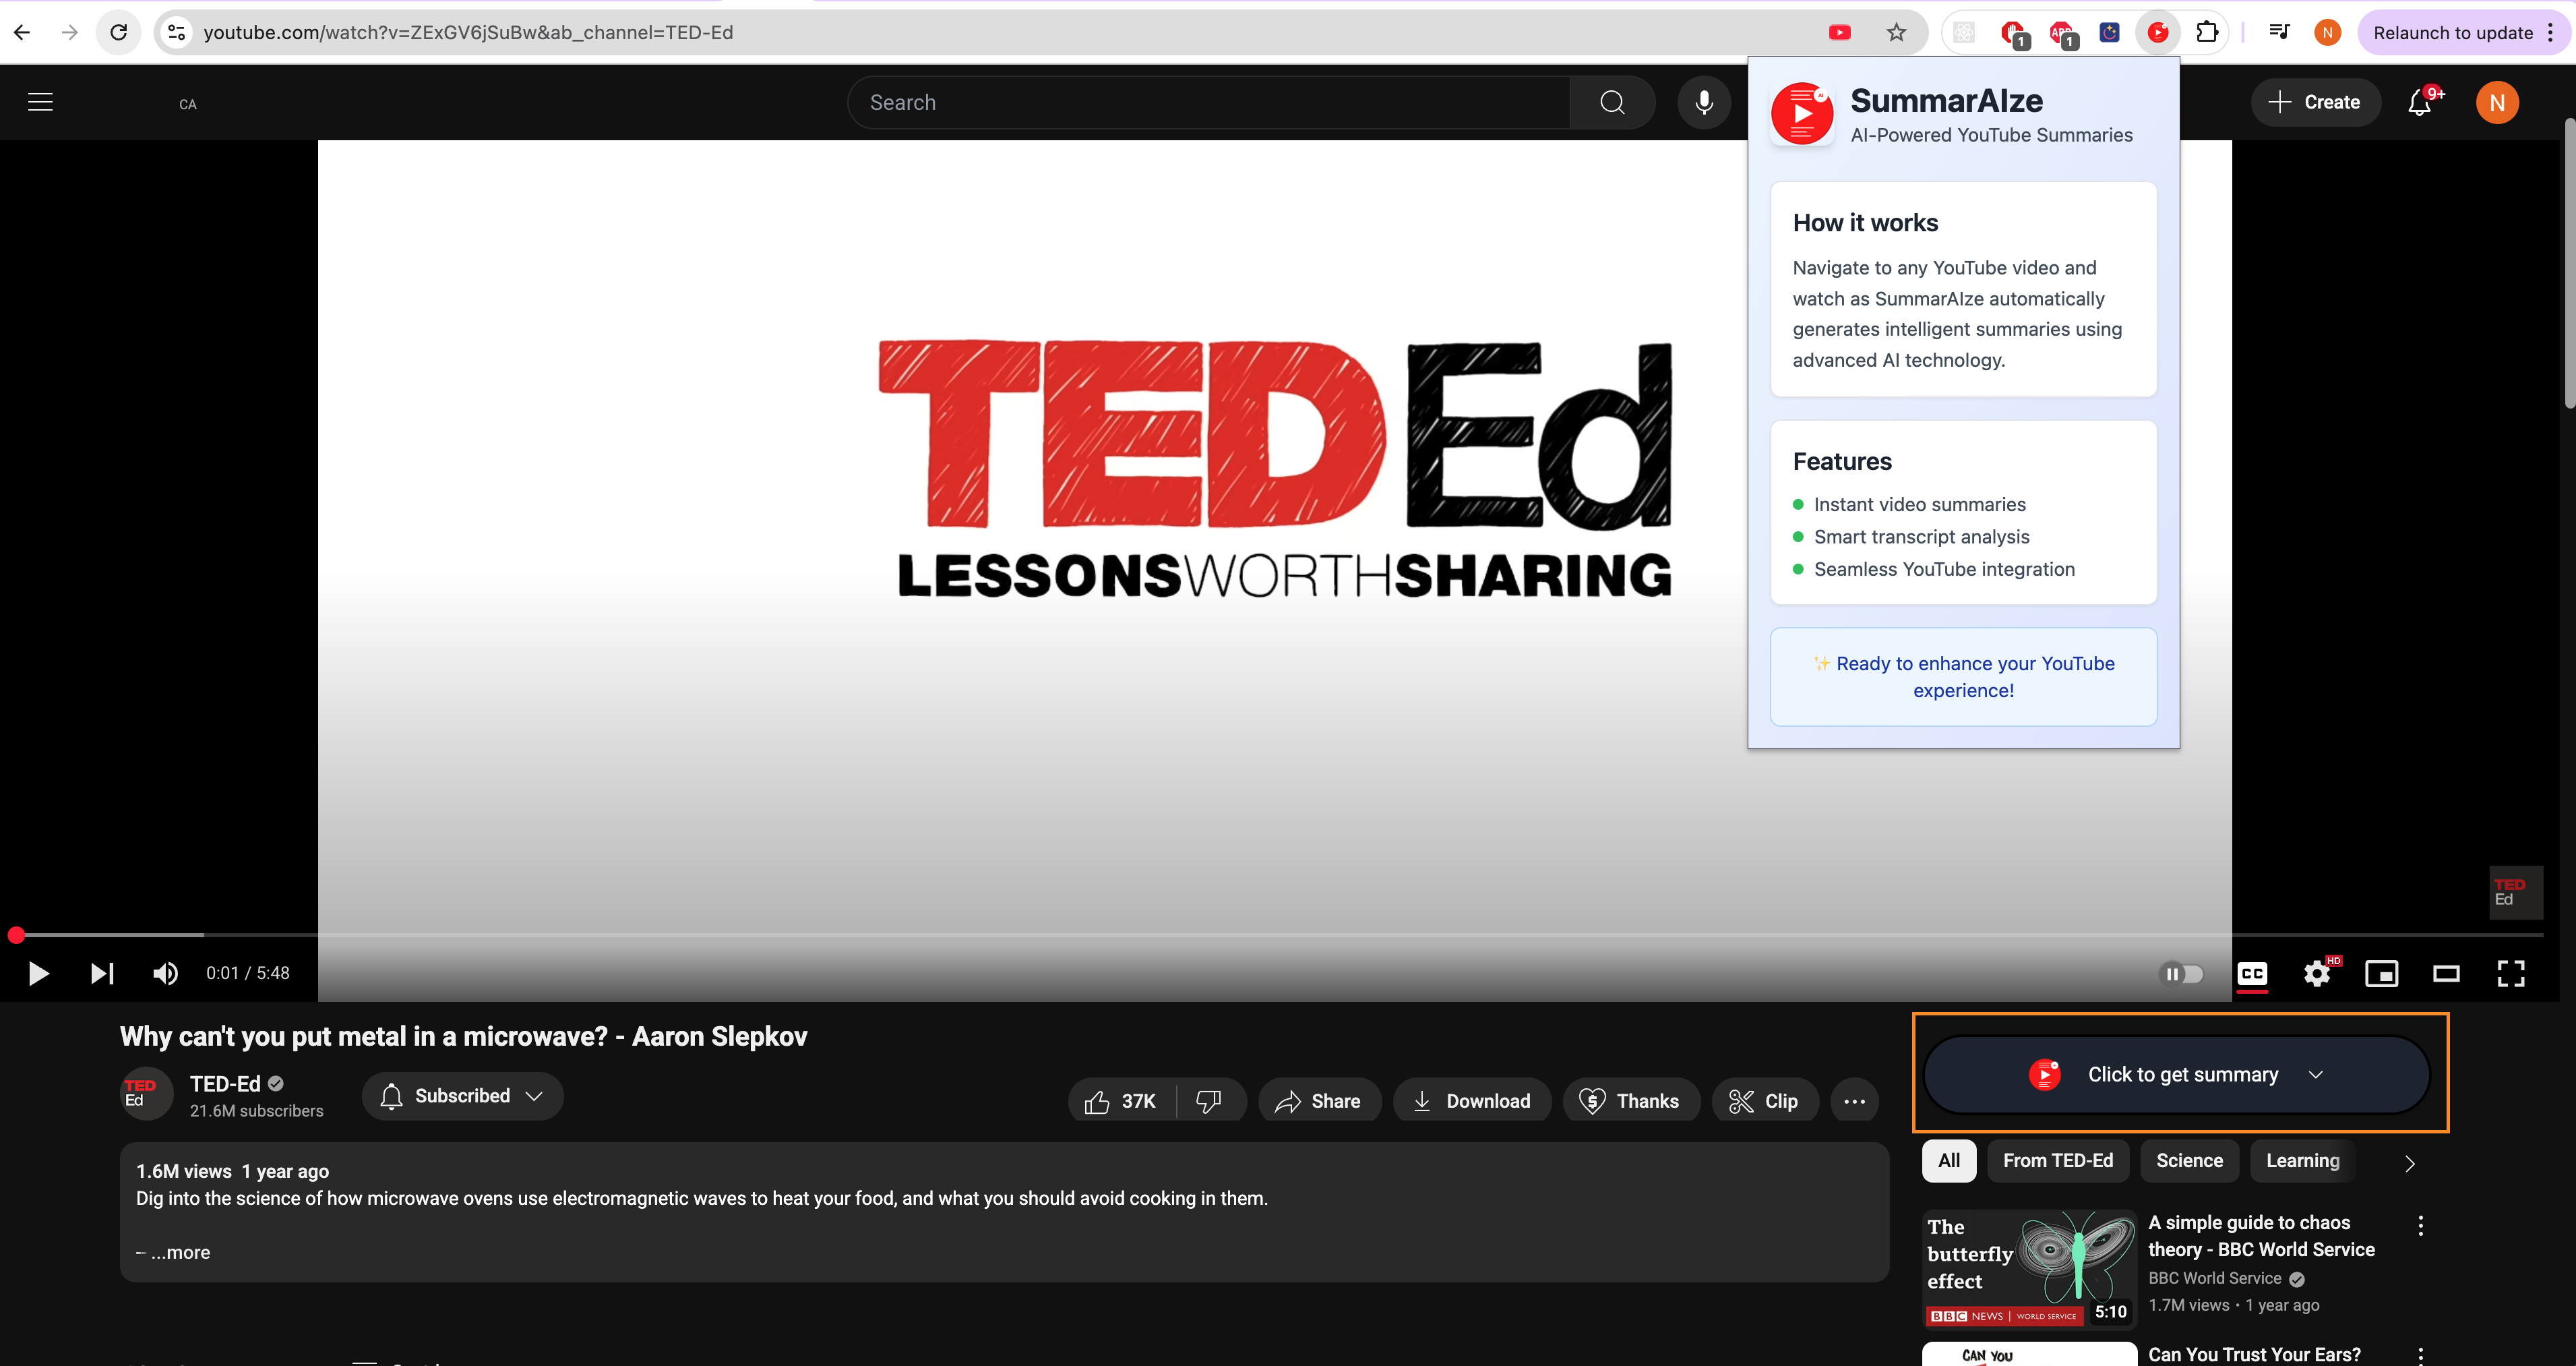 youtube.com/watch?v=ZExGV6jSuBw&ab_channel=TED-Ed
1
ABP
1
N
Relaunch to update
CA
Search
Create
9+
N
SummarAIze
AI-Powered YouTube Summaries
How it works
Navigate to any YouTube video and
watch as SummarAIze automatically
generates intelligent summaries using
advanced AI technology.
Features
Instant video summaries
Smart transcript analysis
Seamless YouTube integration
✨ Ready to enhance your YouTube
experience!
TEDEd
LESSONSWORTHSHARING
TED
Ed
0:01 / 5:48
CC
HD
Why can't you put metal in a microwave? - Aaron Slepkov
TED
Ed
TED-Ed
21.6M subscribers
Subscribed
37K
Share
Download
Thanks
Clip
Click to get summary
1.6M views 1 year ago
Dig into the science of how microwave ovens use electromagnetic waves to heat your food, and what you should avoid cooking in them.
-- ...more
All
From TED-Ed
Science
Learning
The
butterfly
effect
BBC NEWS | WORLD SERVICE
5:10
A simple guide to chaos
theory - BBC World Service
BBC World Service
1.7M views • 1 year ago
CAN YOU
Can You Trust Your Ears?